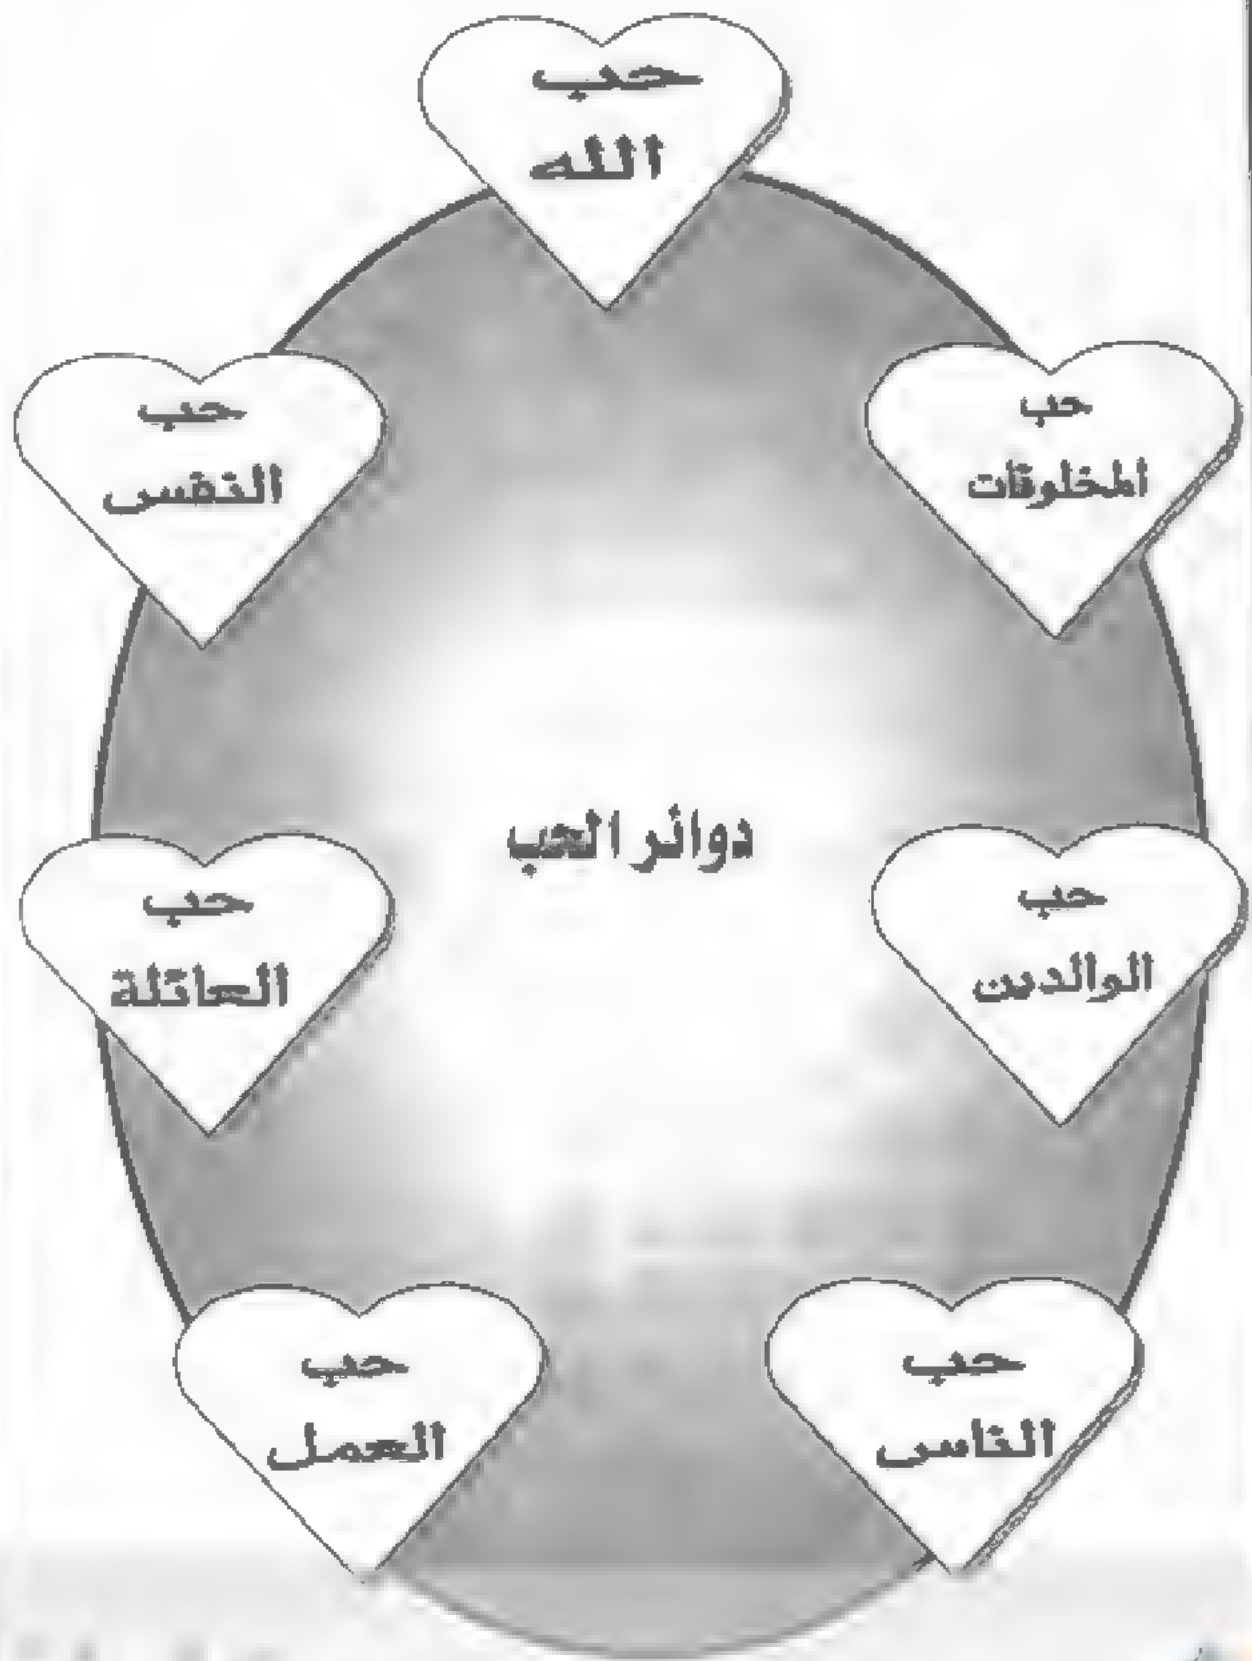 حب
الله
حب
المخلوقات
حب
النفس
دوائر الحب
حب
الوالدين
حب
العائلة
حب
الناس
حب
العمل